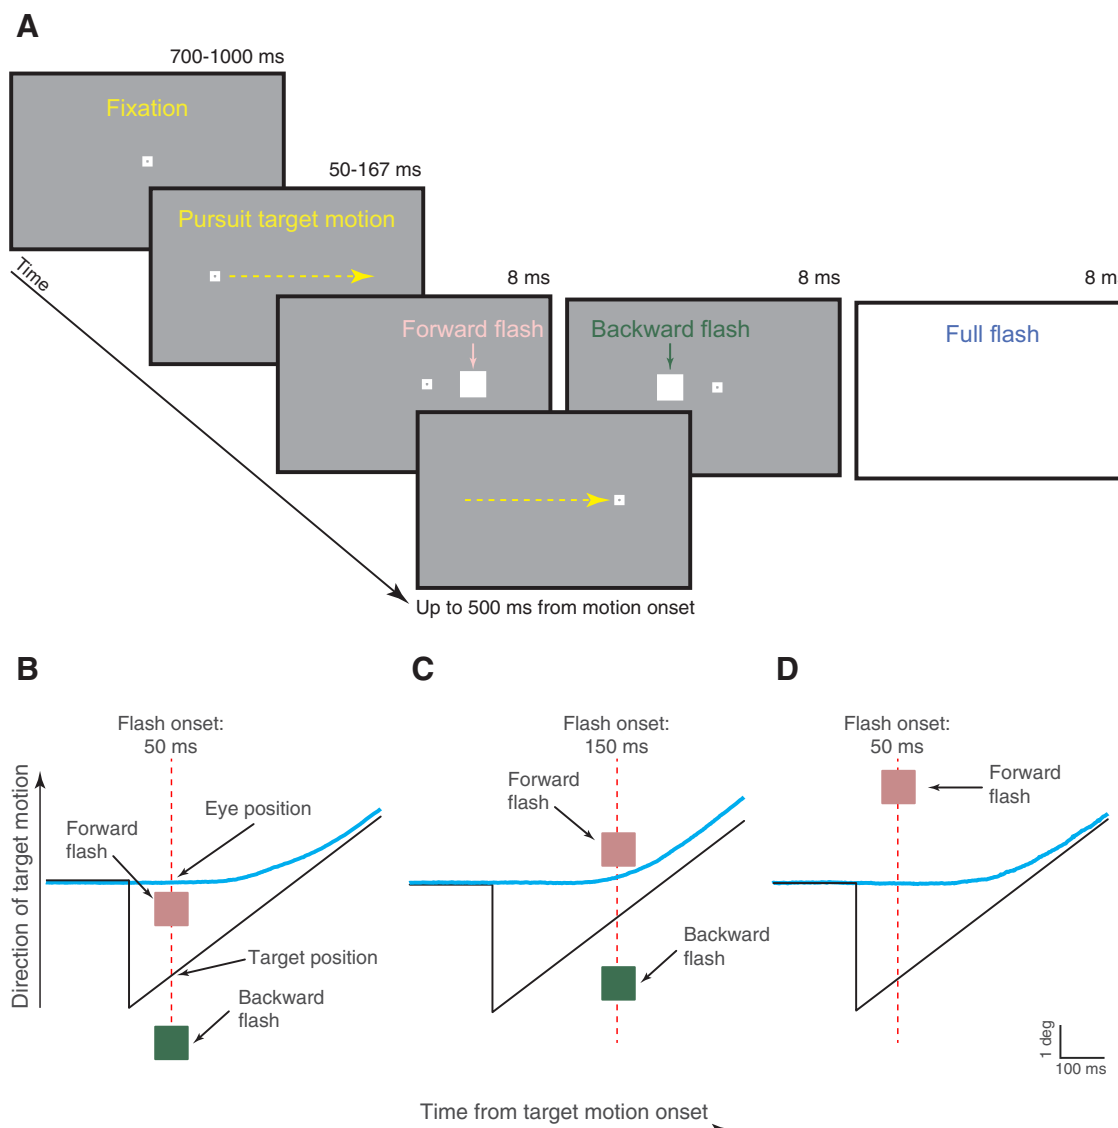 A
700-1000 ms
Fixation
50-167 ms
Pursuit target motion
Time
8 ms
8 ms
8 m
Forward flash
Backward flash
Full flash
Up to 500 ms from motion onset
B
C
D
Direction of target motion
Flash onset:
50 ms
Eye position
Forward
flash
Target position
Backward
flash
Flash onset:
150 ms
Forward
flash
Backward
flash
Flash onset:
50 ms
Forward
flash
1 deg
100 ms
Time from target motion onset